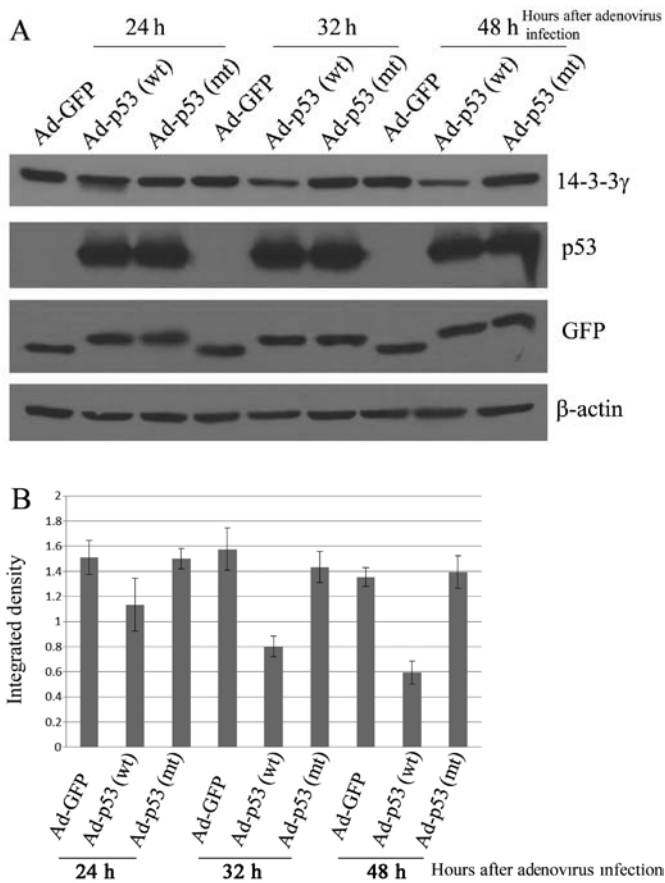 A
24 h
32 h
48 h
Hours after adenovirus
infection
Ad-GFP
Ad-p53 (wt)
Ad-p53 (mt)
Ad-GFP
Ad-p53 (wt)
Ad-p53 (mt)
Ad-GFP
Ad-p53 (wt)
Ad-p53 (mt)
14-3-3γ
p53
GFP
β-actin
B
Integrated density
2
1.8
1.6
1.4
1.2
1
0.8
0.6
0.4
0.2
0
Ad-GFP
Ad-p53 (wt)
Ad-p53 (mt)
Ad-GFP
Ad-p53 (wt)
Ad-p53 (mt)
Ad-GFP
Ad-p53 (wt)
Ad-p53 (mt)
24 h
32 h
48 h
Hours after adenovirus infection